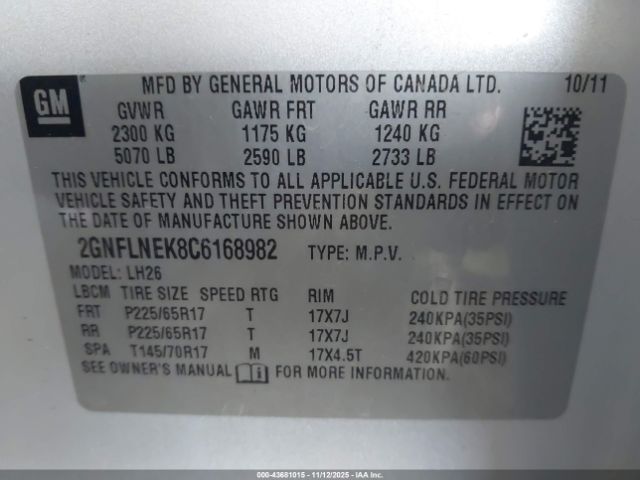 GM
MFD BY GENERAL MOTORS OF CANADA LTD. 10/11
GVWR GAWR FRT GAWR RR
2300 KG 1175 KG 1240 KG
5070 LB 2590 LB 2733 LB
THIS VEHICLE CONFORMS TO ALL APPLICABLE U.S. FEDERAL MOTOR
VEHICLE SAFETY AND THEFT PREVENTION STANDARDS IN EFFECT ON
THE DATE OF MANUFACTURE SHOWN ABOVE.
2GNFLNEK8C6168982 TYPE: M.P.V.
MODEL: LH26
LBCM TIRE SIZE SPEED RTG RIM COLD TIRE PRESSURE
FRT P225/65R17 T 17X7J 240KPA(35PSI)
RR P225/65R17 T 17X7J 240KPA(35PSI)
SPA T145/70R17 M 17X4.5T 420KPA(60PSI)
SEE OWNER'S MANUAL i FOR MORE INFORMATION.
000-43681015 - 11/12/2025 - IAAI Copart